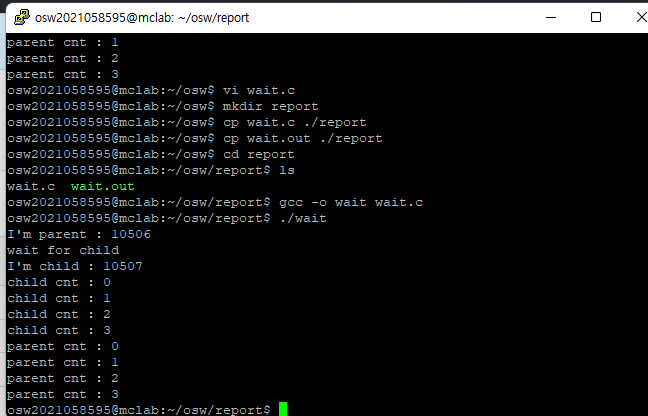 osw2021058595@mclab: ~/osw/report
parent cnt : 1
parent cnt : 2
parent cnt : 3
osw2021058595@mclab:~/osw$ vi wait.c
osw2021058595@mclab:~/osw$ mkdir report
osw2021058595@mclab:~/osw$ cp wait.c ./report
osw2021058595@mclab:~/osw$ cp wait.out ./report
osw2021058595@mclab:~/osw$ cd report
osw2021058595@mclab:~/osw/report$ ls
wait.c  wait.out
osw2021058595@mclab:~/osw/report$ gcc -o wait wait.c
osw2021058595@mclab:~/osw/report$ ./wait
I'm parent : 10506
wait for child
I'm child : 10507
child cnt : 0
child cnt : 1
child cnt : 2
child cnt : 3
parent cnt : 0
parent cnt : 1
parent cnt : 2
parent cnt : 3
osw2021058595@mclab:~/osw/report$